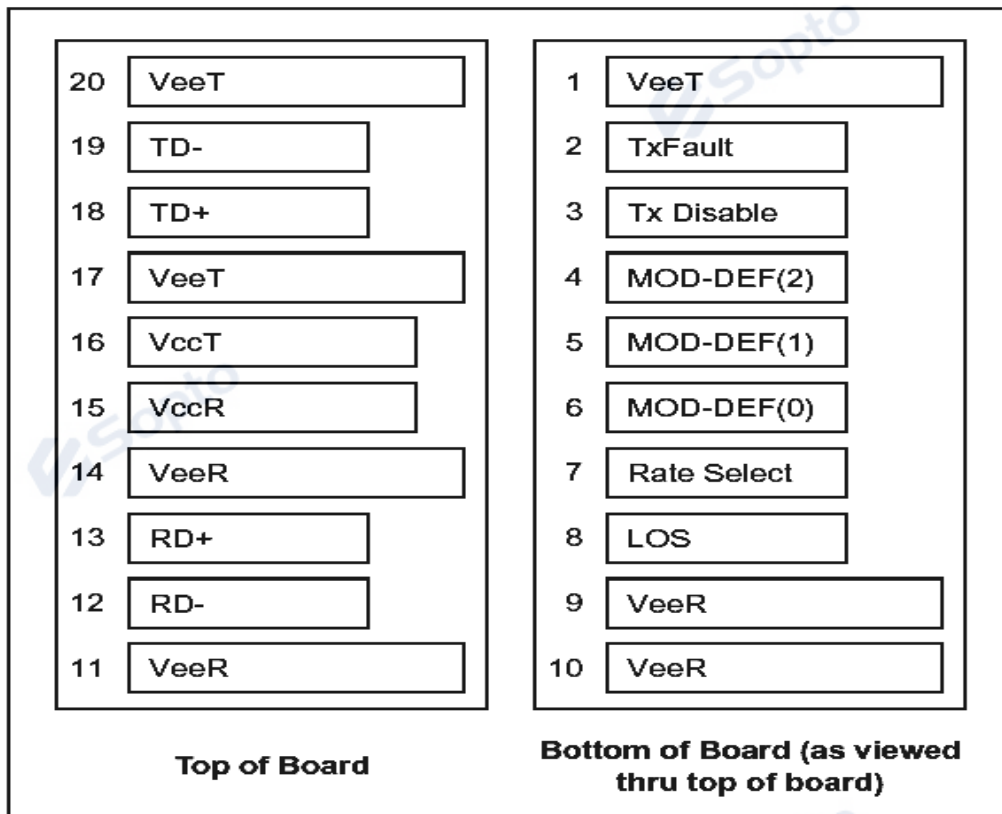 Sopto
20 VeeT
19 TD-
18 TD+
17 VeeT
16 VccT
15 VccR
14 VeeR
13 RD+
12 RD-
11 VeeR
Top of Board
1 VeeT
2 TxFault
3 Tx Disable
4 MOD-DEF(2)
5 MOD-DEF(1)
6 MOD-DEF(0)
7 Rate Select
8 LOS
9 VeeR
10 VeeR
Bottom of Board (as viewed
thru top of board)
Sopto